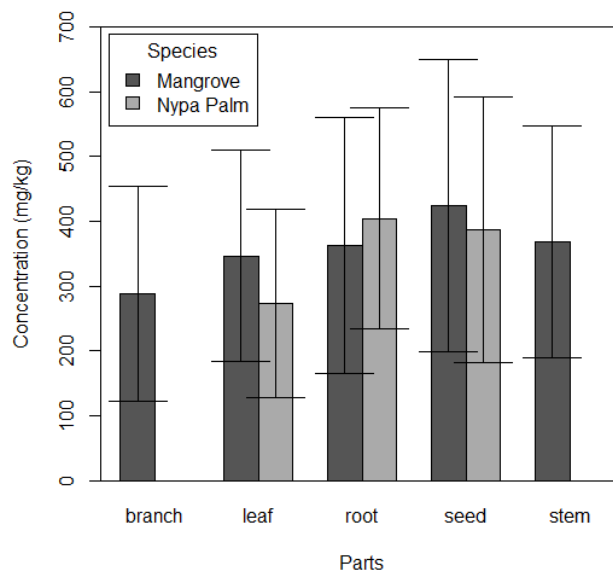 700
600
500
400
300
200
100
0
Concentration (mg/kg)
Species
Mangrove
Nypa Palm
branch leaf root seed stem
Parts